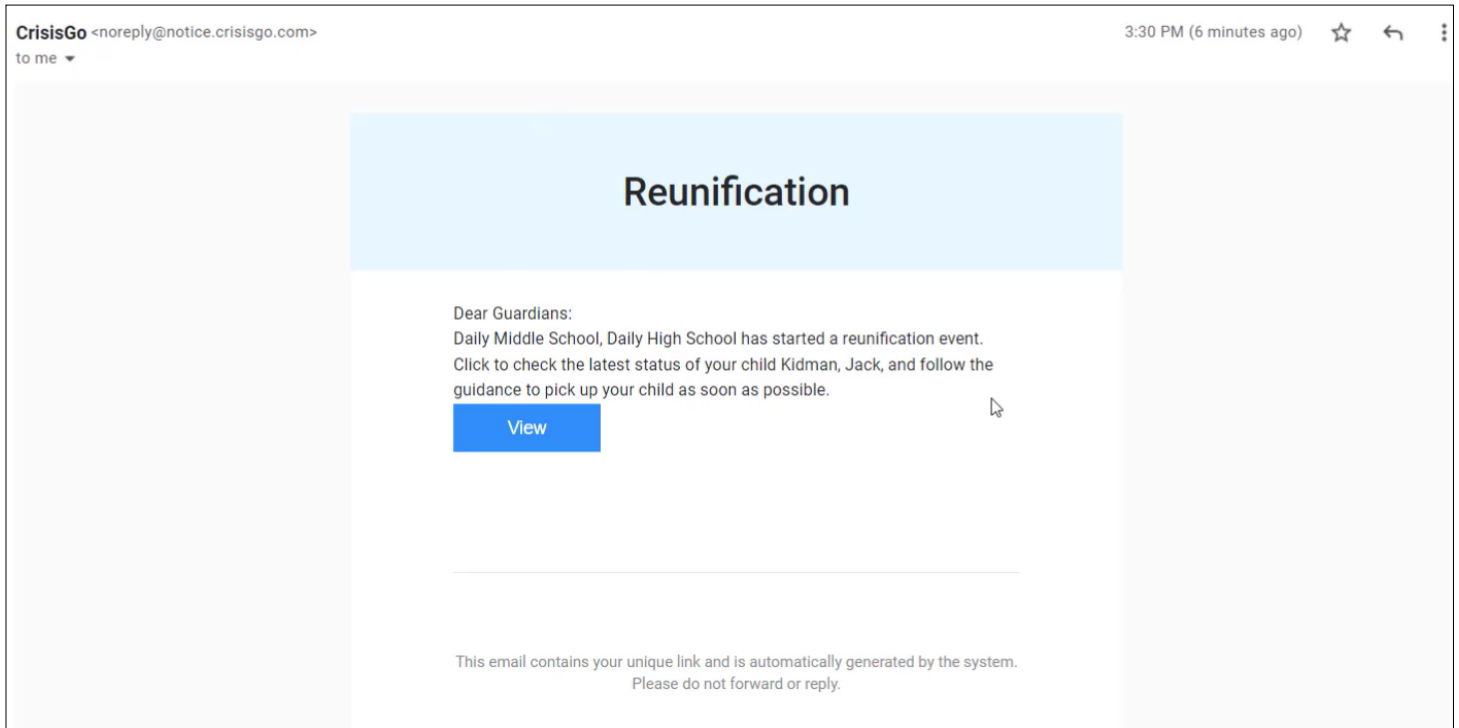 CrisisGo <noreply@notice.crisisgo.com>
3:30 PM (6 minutes ago)
to me
Reunification
Dear Guardians:
Daily Middle School, Daily High School has started a reunification event.
Click to check the latest status of your child Kidman, Jack, and follow the
guidance to pick up your child as soon as possible.
View
This email contains your unique link and is automatically generated by the system.
Please do not forward or reply.